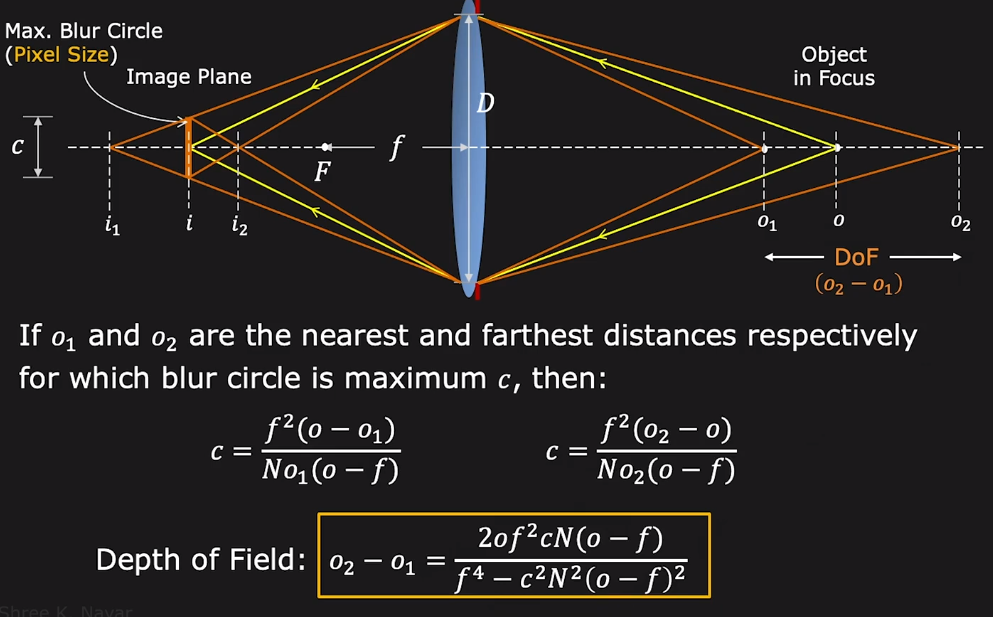 Max. Blur Circle
(Pixel Size)
Image Plane
Object
in Focus
D
c
F
f
i₁ i i₂
o₁ o o₂
DoF
(o₂ − o₁)
If o₁ and o₂ are the nearest and farthest distances respectively
for which blur circle is maximum c, then:
c = f²(o − o₁) / No₁(o − f)    c = f²(o₂ − o) / No₂(o − f)
Depth of Field: o₂ − o₁ = 2of²cN(o − f) / f⁴ − c²N²(o − f)²
Shree K. Nayar